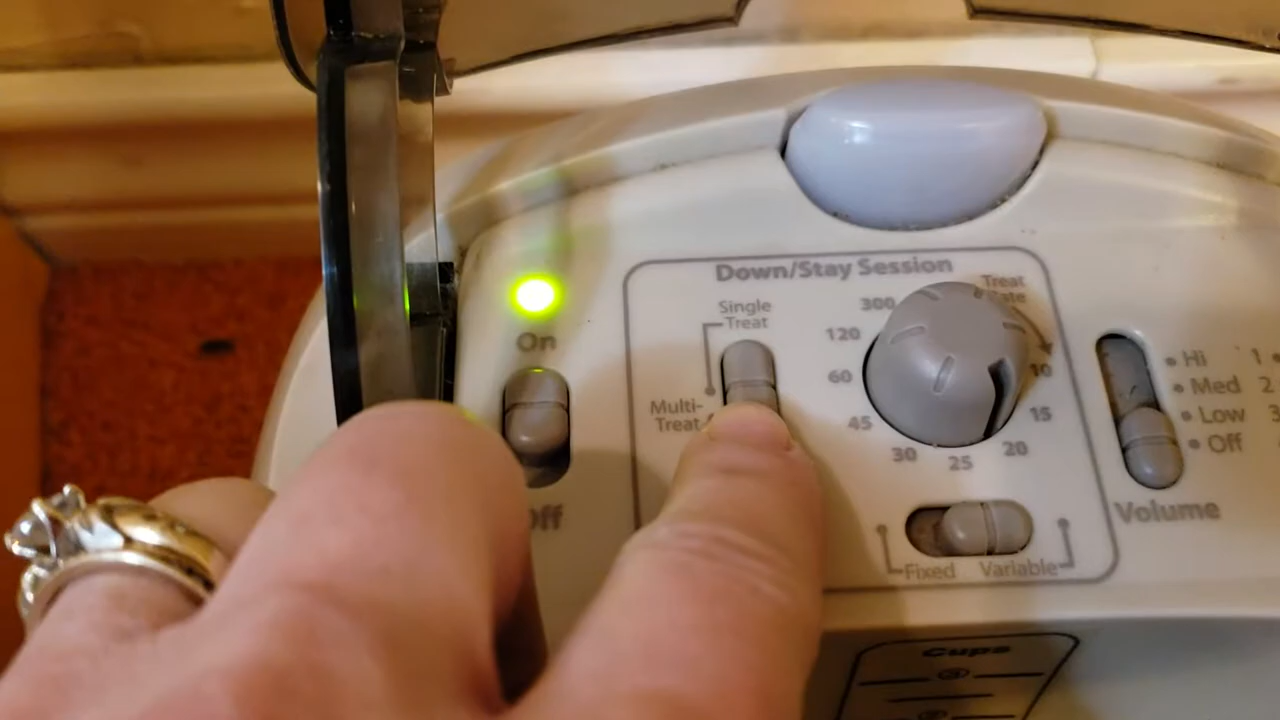 Down/Stay Session
Treat
Rate
Single
Treat
On
300
120
60
45
30
25
20
15
10
Multi-
Treat
Hi
Med
Low
Off
1
2
3
Off
Volume
Fixed
Variable
Cups
3